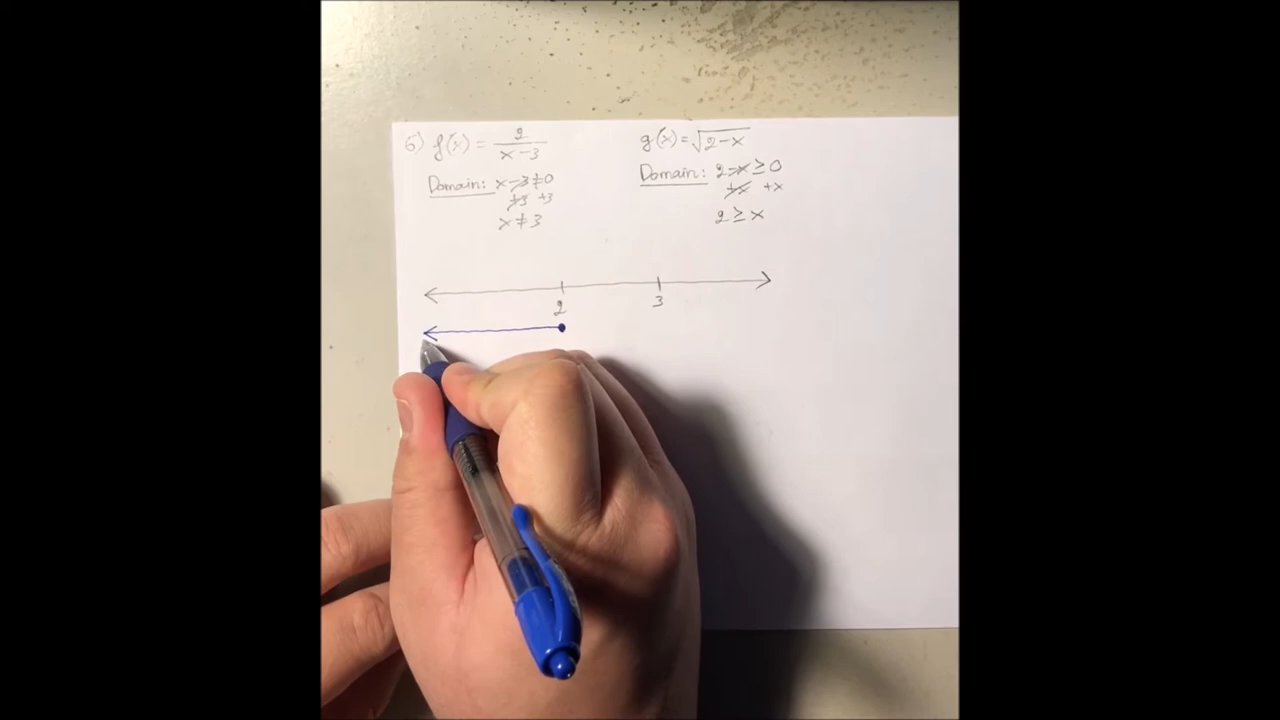 6) f(x) = 2/(x-3)
Domain: x-3≠0
+3 +3
x≠3
g(x) = √(2-x)
Domain: 2-x≥0
+x +x
2≥x
2 3